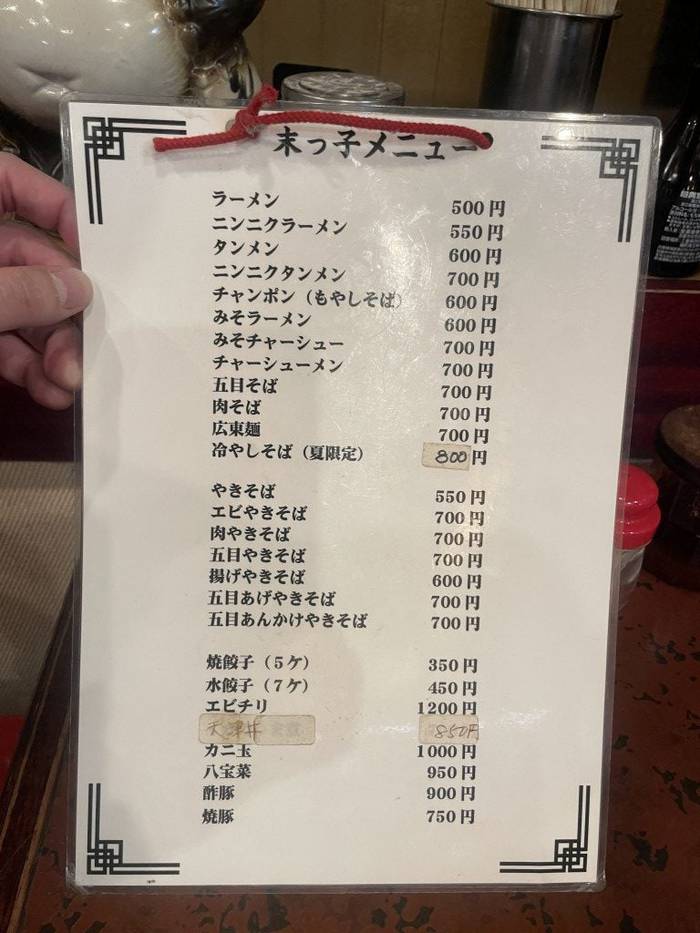 末っ子メニュー
ラーメン 500円
ニンニクラーメン 550円
タンメン 600円
ニンニクタンメン 700円
チャンポン（もやしそば） 600円
みそラーメン 600円
みそチャーシュー 700円
チャーシューメン 700円
五目そば 700円
肉そば 700円
広東麺 700円
冷やしそば（夏限定） 800円
やきそば 550円
エビやきそば 700円
肉やきそば 700円
五目やきそば 700円
揚げやきそば 600円
五目あげやきそば 700円
五目あんかけやきそば 700円
焼餃子（５ケ） 350円
水餃子（７ケ） 450円
エビチリ 1200円
天津丼 850円
カニ玉 1000円
八宝菜 950円
酢豚 900円
焼豚 750円